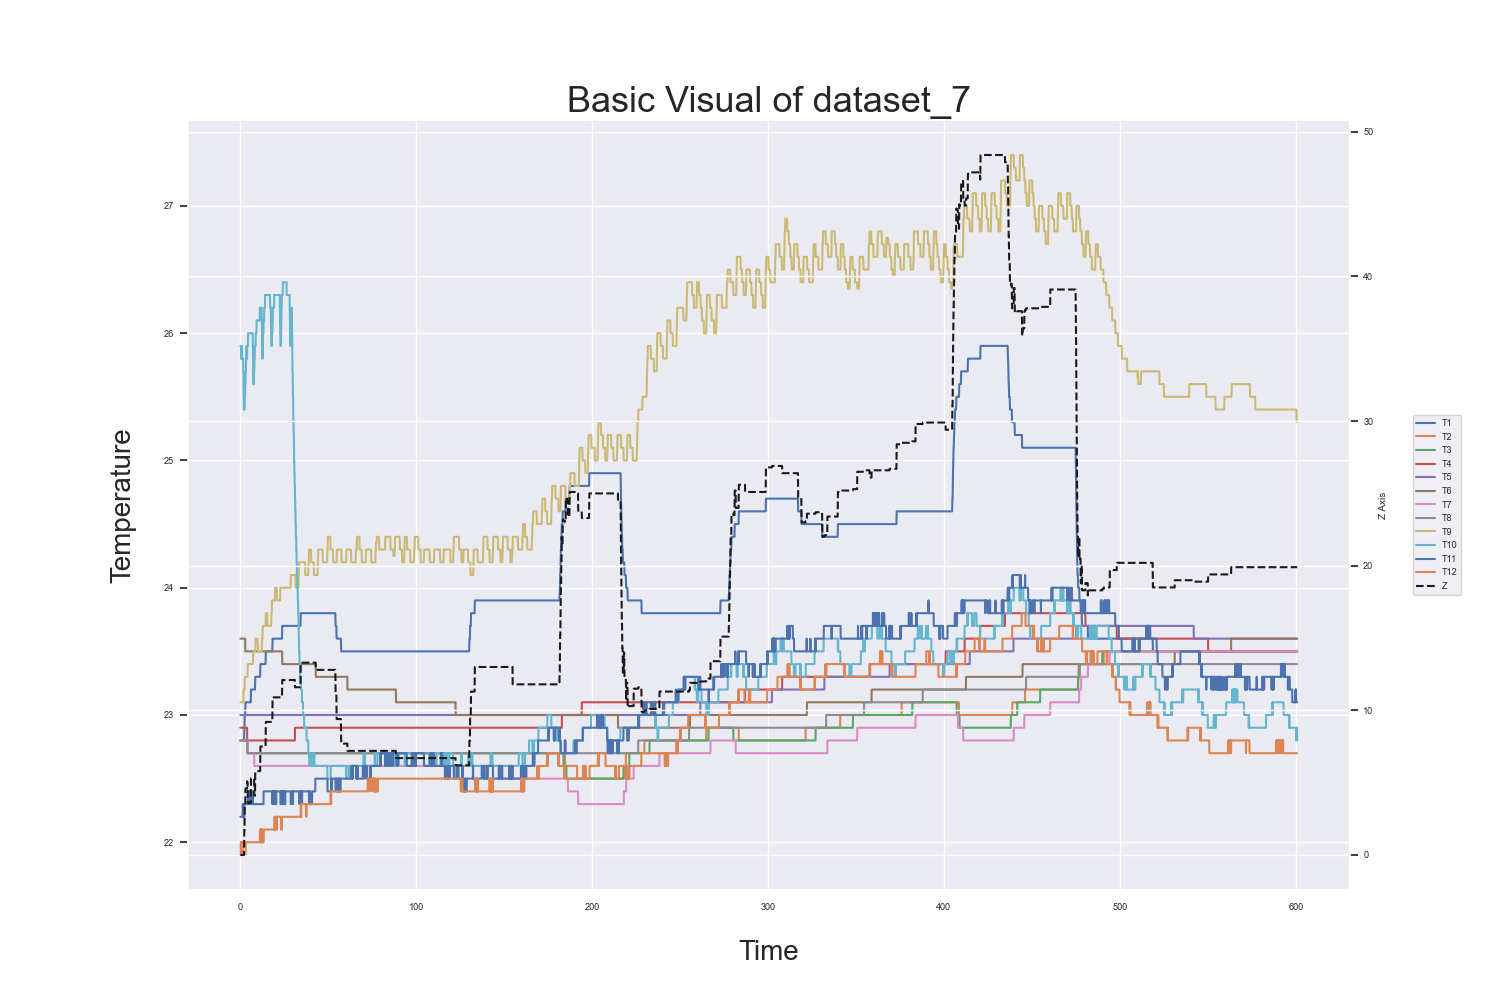 Basic Visual of dataset_7
Temperature
27
26
25
24
23
22
0 100 200 300 400 500 600
Time
50
40
30
20
10
0
Z Axis
T1
T2
T3
T4
T5
T6
T7
T8
T9
T10
T11
T12
Z